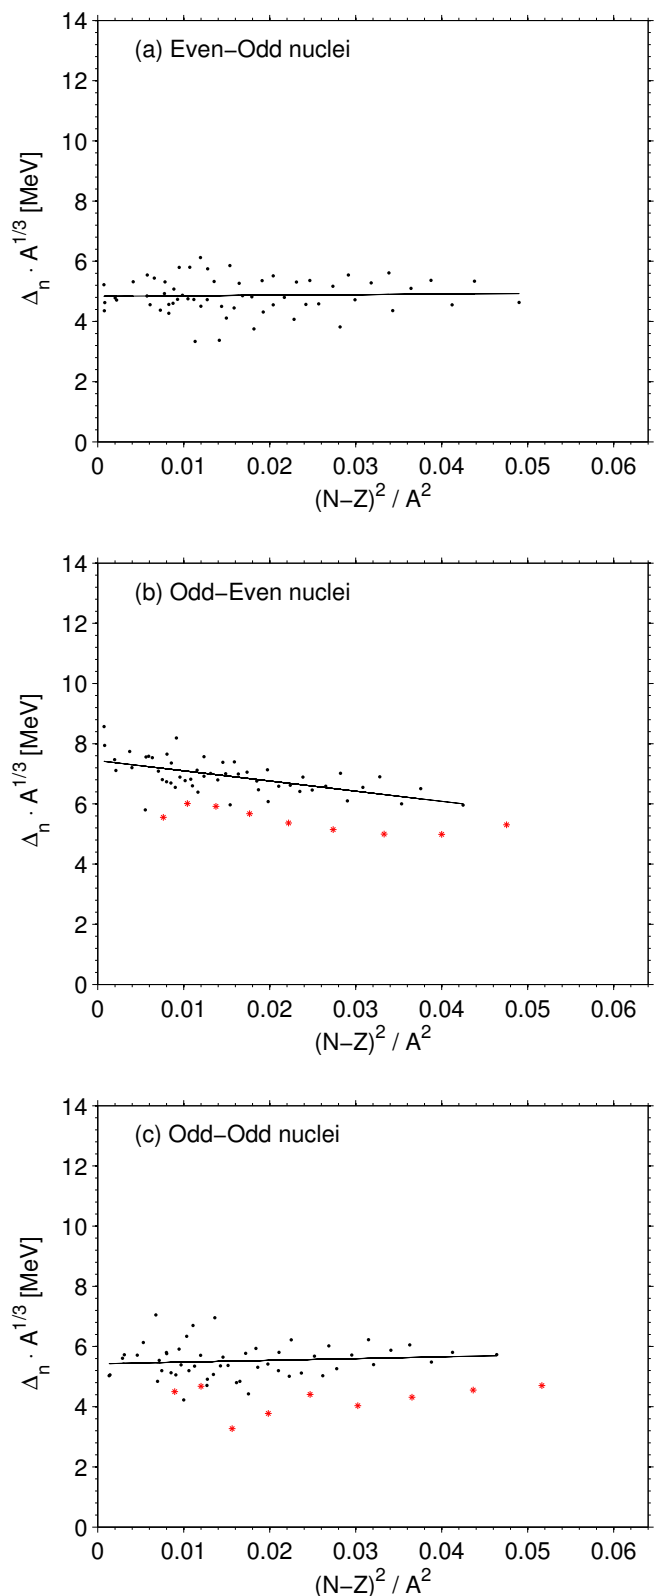 (a) Even−Odd nuclei
14
12
10
8
6
4
2
0
Δn · A^1/3 [MeV]
0 0.01 0.02 0.03 0.04 0.05 0.06
(N−Z)^2 / A^2
(b) Odd−Even nuclei
14
12
10
8
6
4
2
0
Δn · A^1/3 [MeV]
0 0.01 0.02 0.03 0.04 0.05 0.06
(N−Z)^2 / A^2
(c) Odd−Odd nuclei
14
12
10
8
6
4
2
0
Δn · A^1/3 [MeV]
0 0.01 0.02 0.03 0.04 0.05 0.06
(N−Z)^2 / A^2